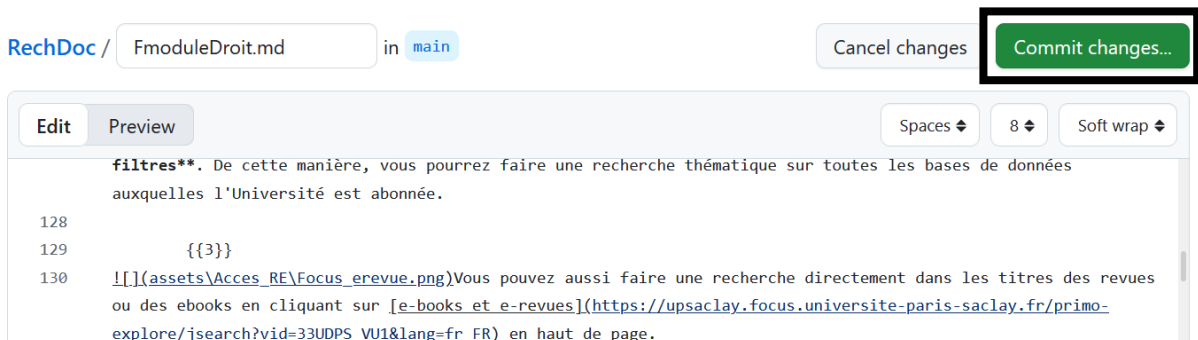 RechDoc / FmoduleDroit.md in main Cancel changes Commit changes...
Edit Preview Spaces 8 Soft wrap
filtres**. De cette manière, vous pourrez faire une recherche thématique sur toutes les bases de données
auxquelles l'Université est abonnée.
128
129 {{3}}
130 ![](assets\Acces_RE\Focus_erevue.png)Vous pouvez aussi faire une recherche directement dans les titres des revues
ou des ebooks en cliquant sur [e-books et e-revues](https://upsaclay.focus.universite-paris-saclay.fr/primo-
explore/jsearch?vid=33UDPS_VU1&lang=fr_FR) en haut de page.